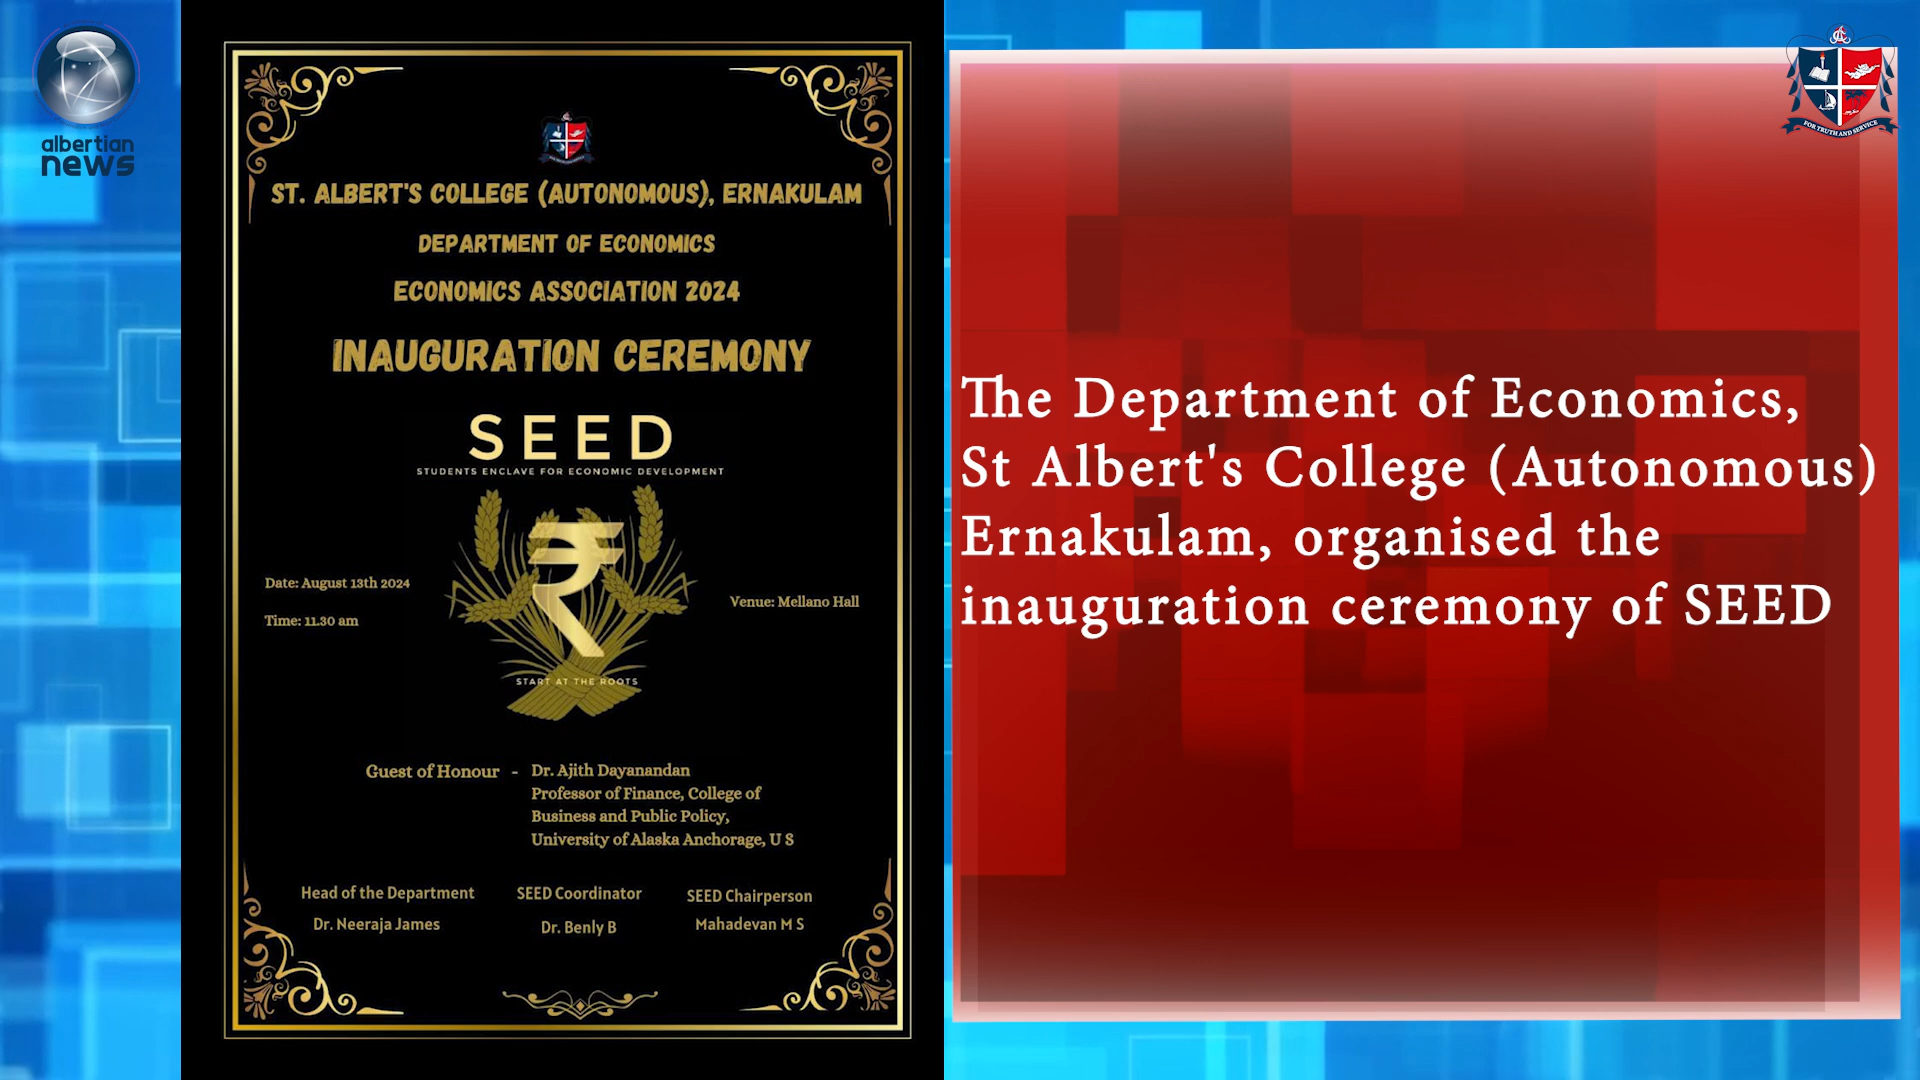 albertian
news
ST. ALBERT'S COLLEGE (AUTONOMOUS), ERNAKULAM
DEPARTMENT OF ECONOMICS
ECONOMICS ASSOCIATION 2024
INAUGURATION CEREMONY
SEED
STUDENTS ENCLAVE FOR ECONOMIC DEVELOPMENT
Date: August 13th 2024
Time: 11.30 am
Venue: Mellano Hall
₹
START AT THE ROOTS
Guest of Honour - Dr. Ajith Dayanandan
Professor of Finance, College of
Business and Public Policy,
University of Alaska Anchorage, U S
Head of the Department
Dr. Neeraja James
SEED Coordinator
Dr. Benly B
SEED Chairperson
Mahadevan M S
FOR TRUTH AND SERVICE
The Department of Economics,
St Albert's College (Autonomous)
Ernakulam, organised the
inauguration ceremony of SEED